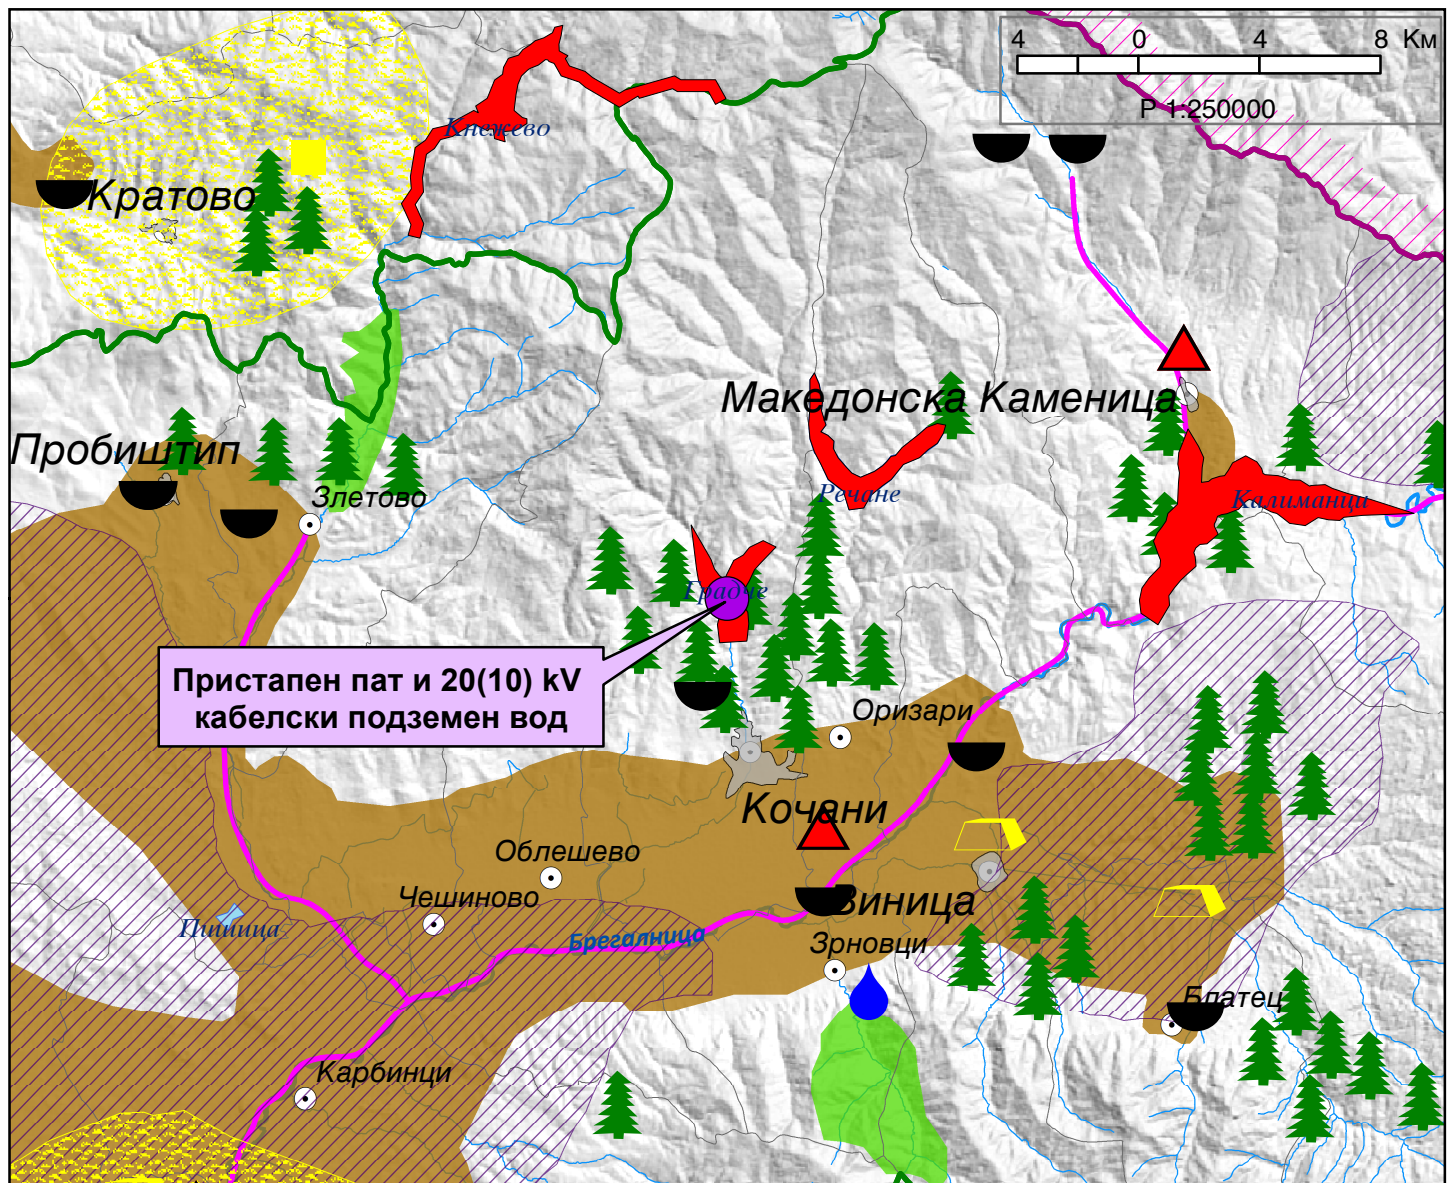 4 0 4 8 Км
Р 1:250000
Кнежево
Кратово
Македонска Каменица
Пробиштип
Злетово
Речане
Калиманци
Градче
Пристапен пат и 20(10) kV
кабелски подземен вод
Оризари
Кочани
Облешево
Чешиново
Виница
Пишица
Брегалница
Зрновци
Блатец
Карбинци